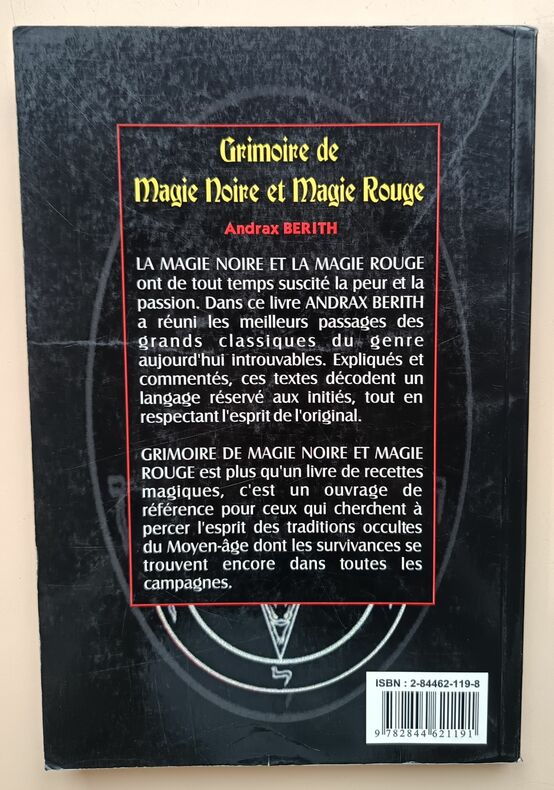 Grimoire de
Magie Noire et Magie Rouge
Andrax BERITH
LA MAGIE NOIRE ET LA MAGIE ROUGE
ont de tout temps suscité la peur et la
passion. Dans ce livre ANDRAX BERITH
a réuni les meilleurs passages des
grands classiques du genre
aujourd'hui introuvables. Expliqués et
commentés, ces textes décodent un
langage réservé aux initiés, tout en
respectant l'esprit de l'original.
GRIMOIRE DE MAGIE NOIRE ET MAGIE
ROUGE est plus qu'un livre de recettes
magiques, c'est un ouvrage de
référence pour ceux qui cherchent à
percer l'esprit des traditions occultes
du Moyen-âge dont les survivances se
trouvent encore dans toutes les
campagnes.
ISBN : 2-84462-119-8
9 782844 621191